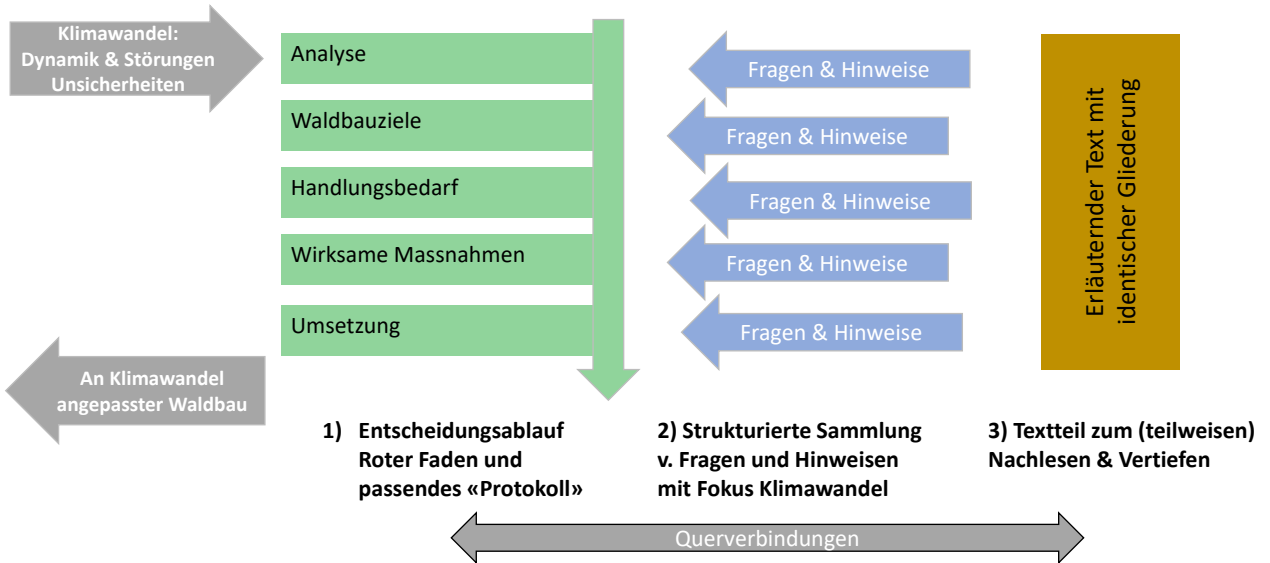 Klimawandel:
Dynamik & Störungen
Unsicherheiten
Analyse
Fragen & Hinweise
Waldbauziele
Fragen & Hinweise
Handlungsbedarf
Fragen & Hinweise
Wirksame Massnahmen
Fragen & Hinweise
Umsetzung
Fragen & Hinweise
Erläuternder Text mit
identischer Gliederung
An Klimawandel
angepasster Waldbau
1) Entscheidungsablauf
Roter Faden und
passendes «Protokoll»
2) Strukturierte Sammlung
v. Fragen und Hinweisen
mit Fokus Klimawandel
3) Textteil zum (teilweisen)
Nachlesen & Vertiefen
Querverbindungen